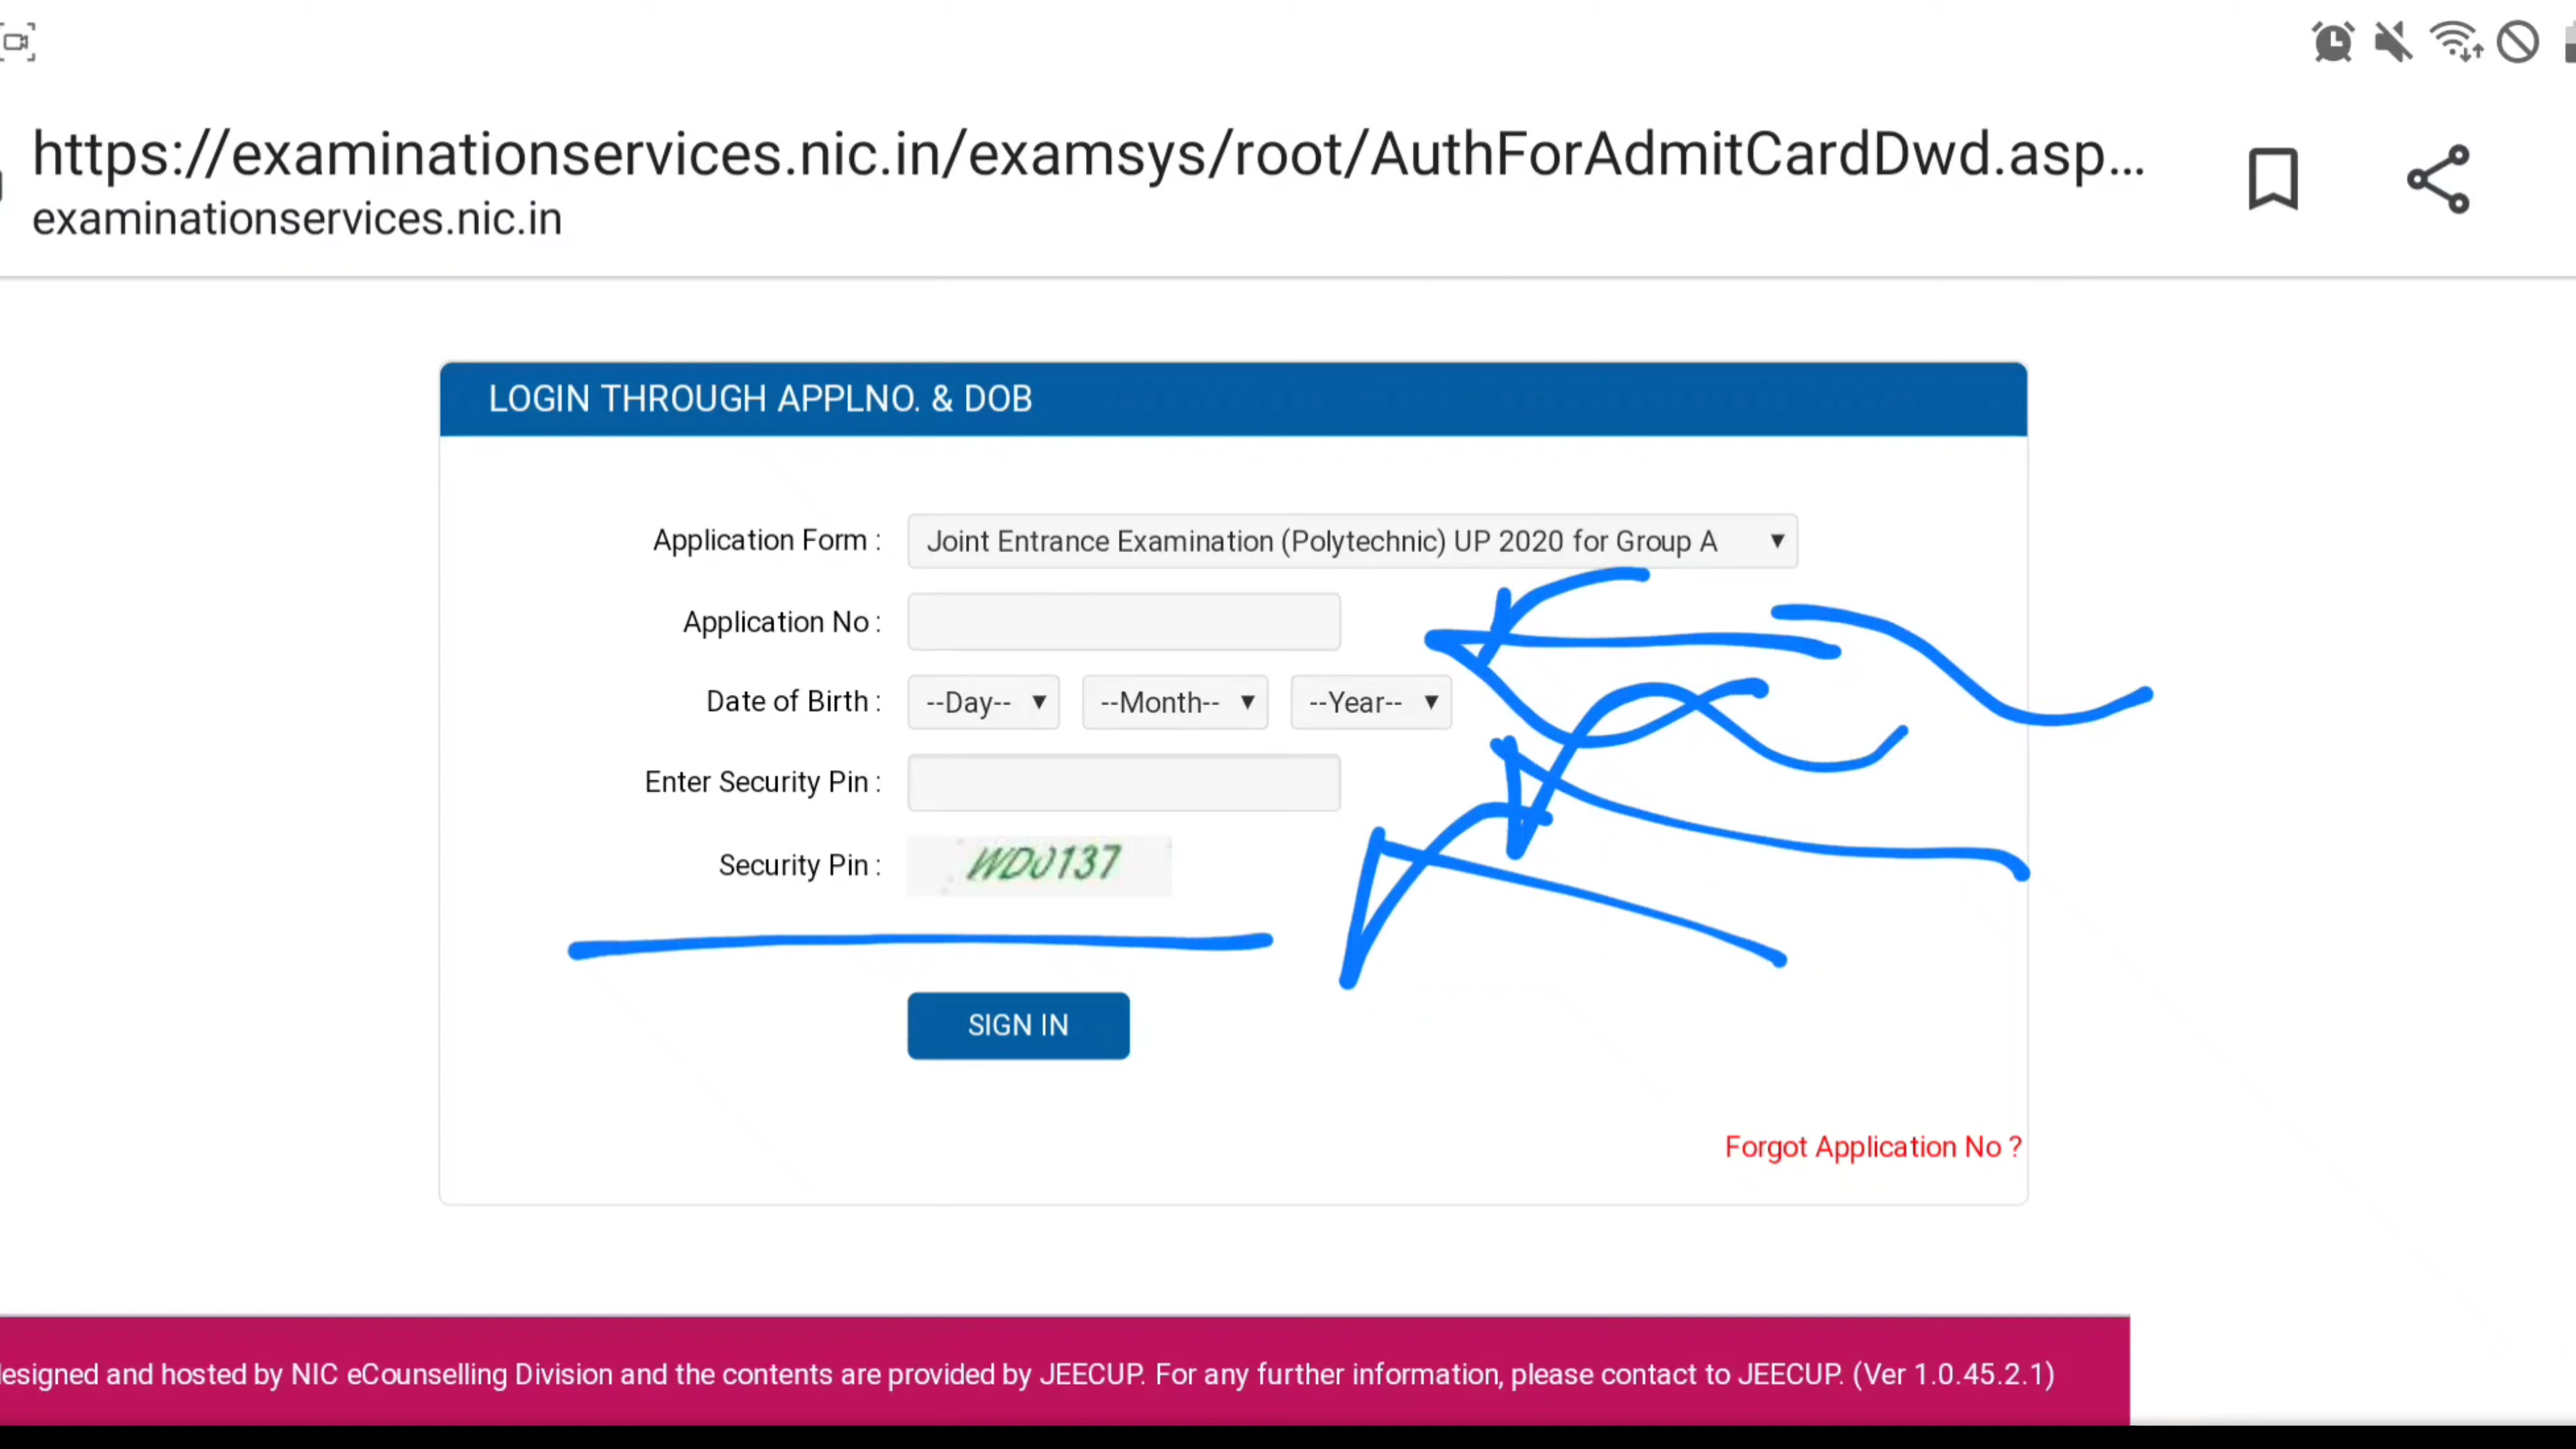 https://examinationservices.nic.in/examsys/root/AuthForAdmitCardDwd.asp...
examinationservices.nic.in
LOGIN THROUGH APPLNO. & DOB
Application Form : Joint Entrance Examination (Polytechnic) UP 2020 for Group A
Application No :
Date of Birth : --Day-- --Month-- --Year--
Enter Security Pin :
Security Pin :
SIGN IN
Forgot Application No ?
esigned and hosted by NIC eCounselling Division and the contents are provided by JEECUP. For any further information, please contact to JEECUP. (Ver 1.0.45.2.1)